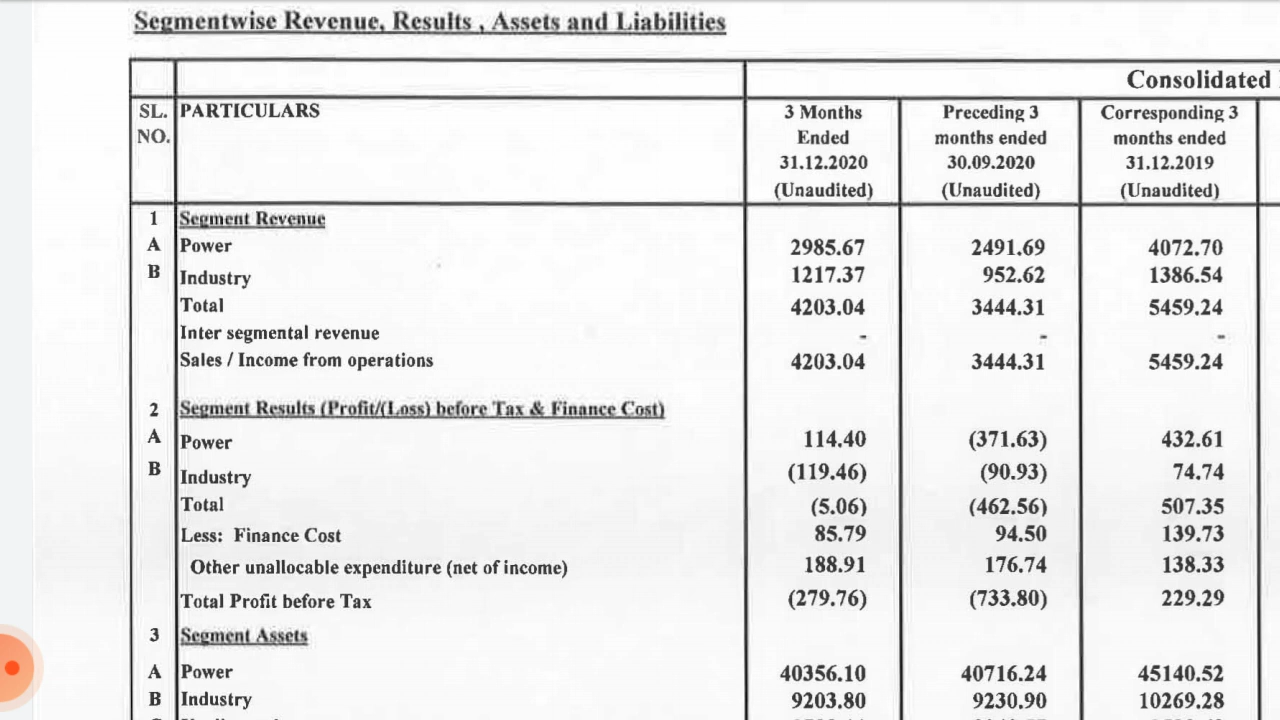 Segmentwise Revenue, Results , Assets and Liabilities
Consolidated
SL. NO. PARTICULARS 3 Months Ended 31.12.2020 (Unaudited) Preceding 3 months ended 30.09.2020 (Unaudited) Corresponding 3 months ended 31.12.2019 (Unaudited)
1 Segment Revenue
A Power 2985.67 2491.69 4072.70
B Industry 1217.37 952.62 1386.54
Total 4203.04 3444.31 5459.24
Inter segmental revenue - - -
Sales / Income from operations 4203.04 3444.31 5459.24
2 Segment Results (Profit/(Loss) before Tax & Finance Cost)
A Power 114.40 (371.63) 432.61
B Industry (119.46) (90.93) 74.74
Total (5.06) (462.56) 507.35
Less: Finance Cost 85.79 94.50 139.73
Other unallocable expenditure (net of income) 188.91 176.74 138.33
Total Profit before Tax (279.76) (733.80) 229.29
3 Segment Assets
A Power 40356.10 40716.24 45140.52
B Industry 9203.80 9230.90 10269.28